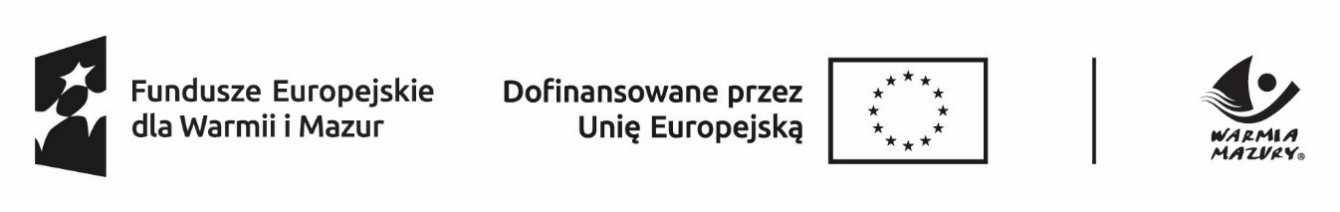 Fundusze Europejskie
dla Warmii i Mazur
Dofinansowane przez
Unię Europejską
WARMIA
MAZURY®